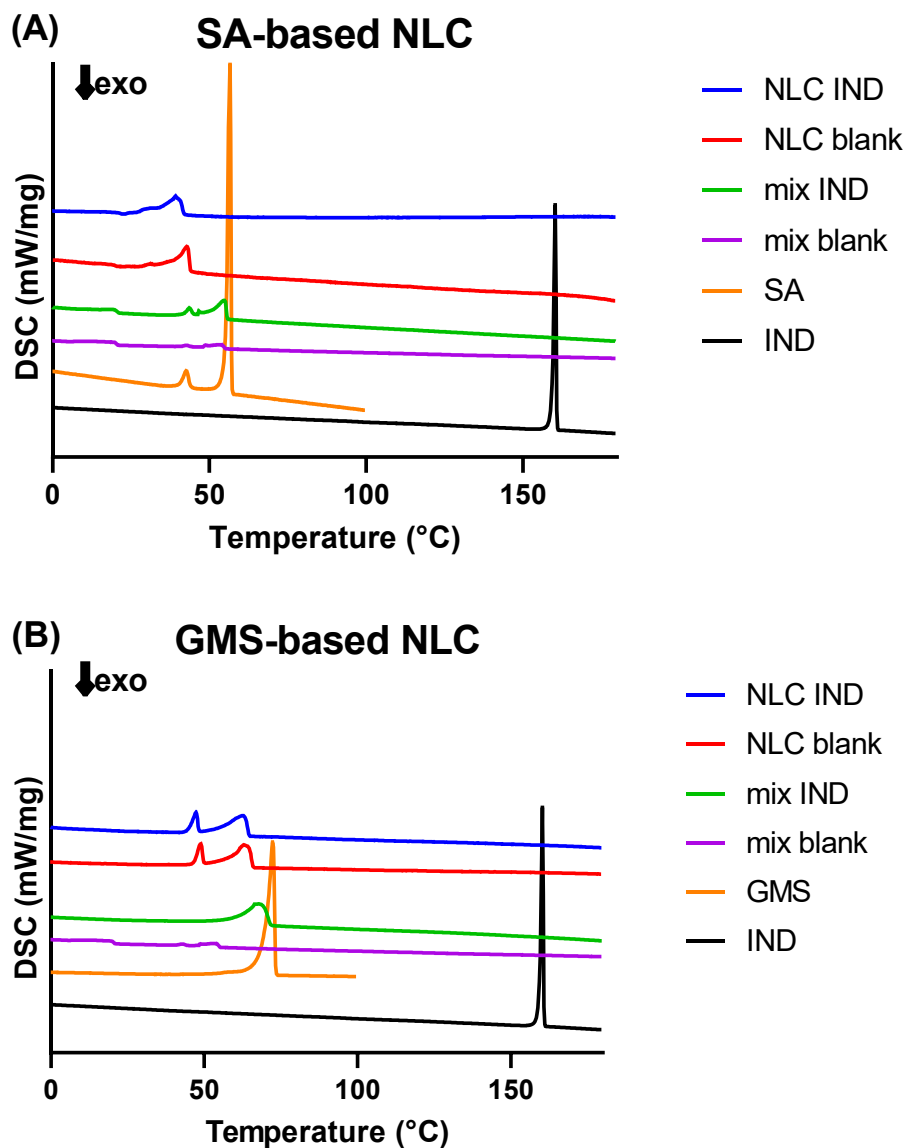 (A)
SA-based NLC
exo
NLC IND
NLC blank
mix IND
mix blank
SA
IND
DSC (mW/mg)
0 50 100 150
Temperature (°C)
(B)
GMS-based NLC
exo
NLC IND
NLC blank
mix IND
mix blank
GMS
IND
DSC (mW/mg)
0 50 100 150
Temperature (°C)